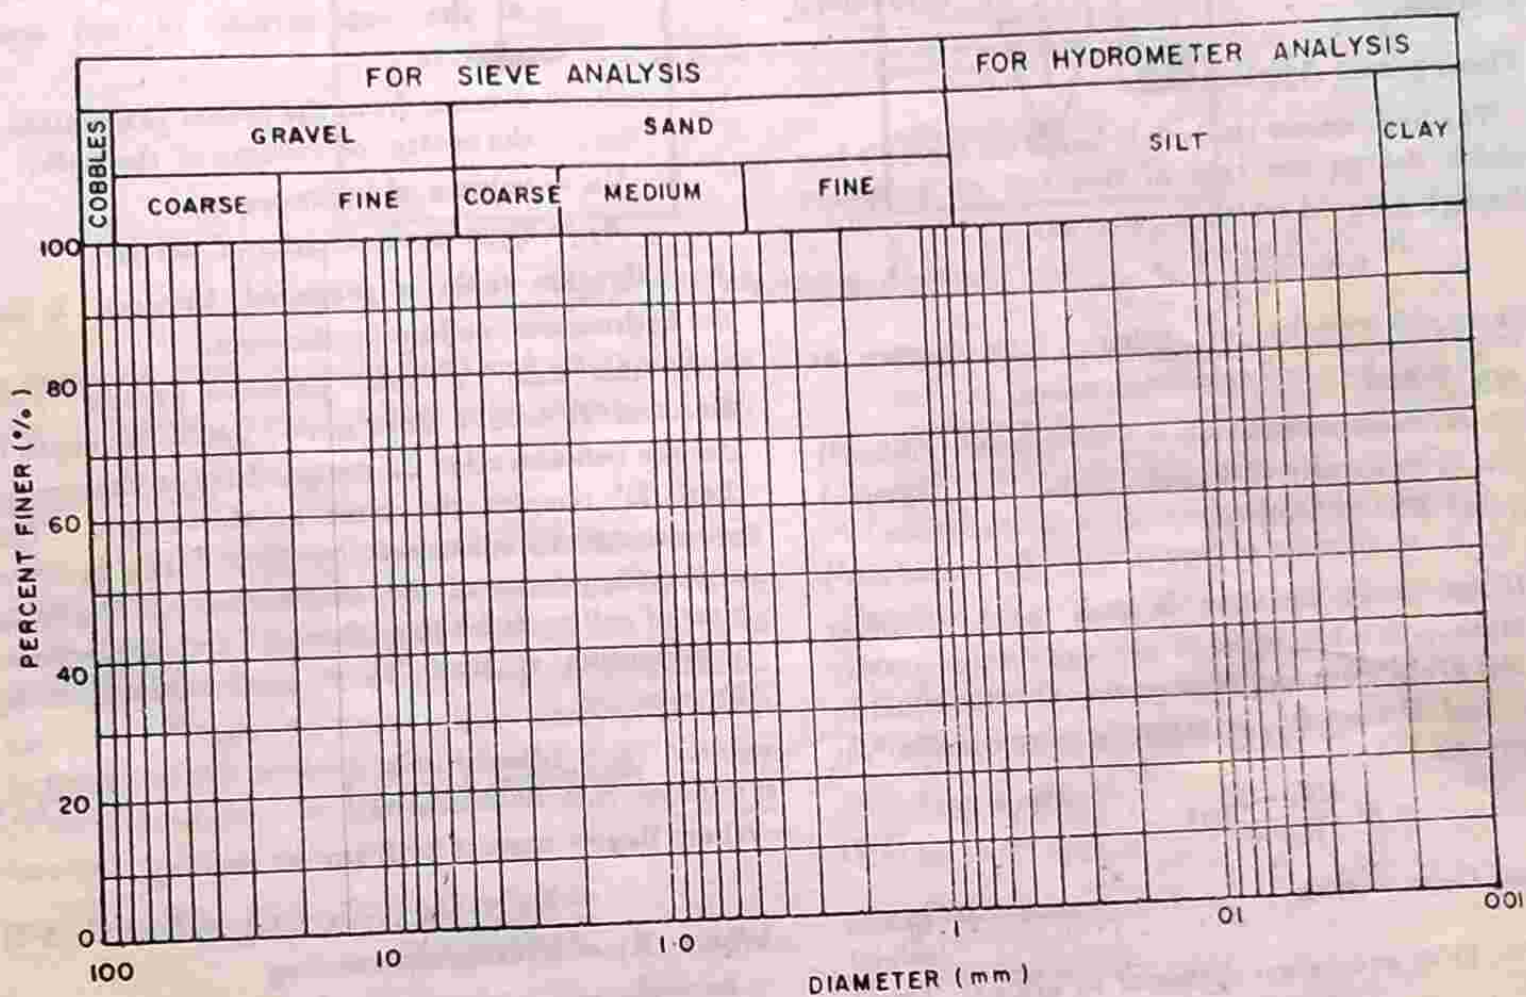 FOR SIEVE ANALYSIS FOR HYDROMETER ANALYSIS
COBBLES GRAVEL SAND SILT CLAY
COARSE FINE COARSE MEDIUM FINE
100
80
60
40
20
0
PERCENT FINER (%)
100 10 1·0 ·1 ·01 ·001
DIAMETER (mm)